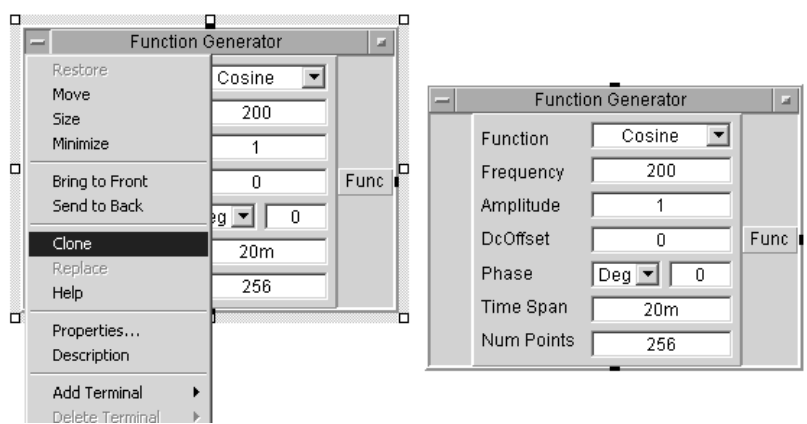 Function Generator
Restore
Move
Size
Minimize
Bring to Front
Send to Back
Clone
Replace
Help
Properties...
Description
Add Terminal
Delete Terminal
Cosine
200
1
0
eg 0
20m
256
Func
Function Generator
Function Cosine
Frequency 200
Amplitude 1
DcOffset 0
Phase Deg 0
Time Span 20m
Num Points 256
Func